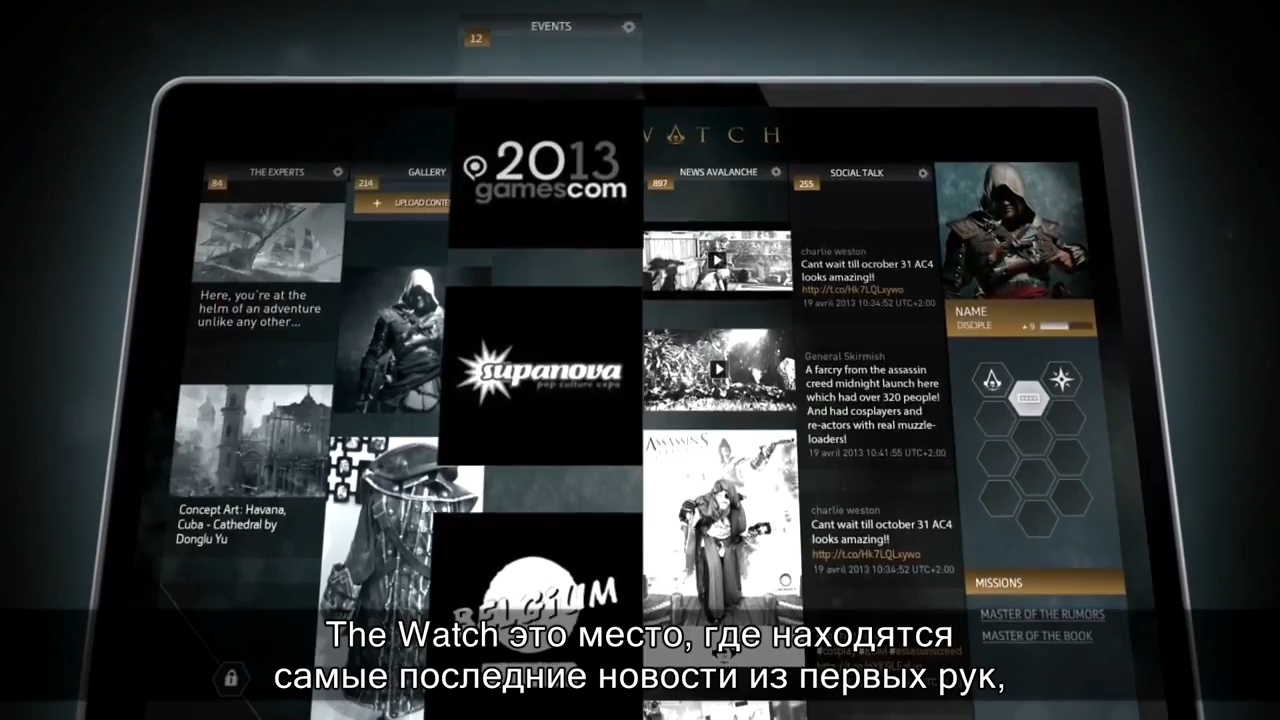 EVENTS
12
WATCH
THE EXPERTS
84
Here, you're at the
helm of an adventure
unlike any other...
Concept Art: Havana,
Cuba - Cathedral by
Donglu Yu
GALLERY
214
+ UPLOAD CONTE
2013
gamescom
supanova
pop culture expo
BELGIUM
NEWS AVALANCHE
897
ASSASSIN'S
SOCIAL TALK
255
charlie weston
Cant wait till ocrober 31 AC4
looks amazing!!
http://t.co/Hk7LQLxywo
19 avril 2013 10:34:52 UTC+2:00
General Skirmish
A farcry from the assassin
creed midnight launch here
which had over 320 people!
And had cosplayers and
re-actors with real muzzle-
loaders!
19 avril 2013 10:41:55 UTC+2:00
charlie weston
Cant wait till october 31 AC4
looks amazing!!
http://t.co/Hk7LQLxywo
19 avril 2013 10:34:52 UTC+2:00
#assassinscreed
NAME
DISCIPLE
9
MISSIONS
MASTER OF THE RUMORS
MASTER OF THE BOOK
The Watch это место, где находятся
самые последние новости из первых рук,